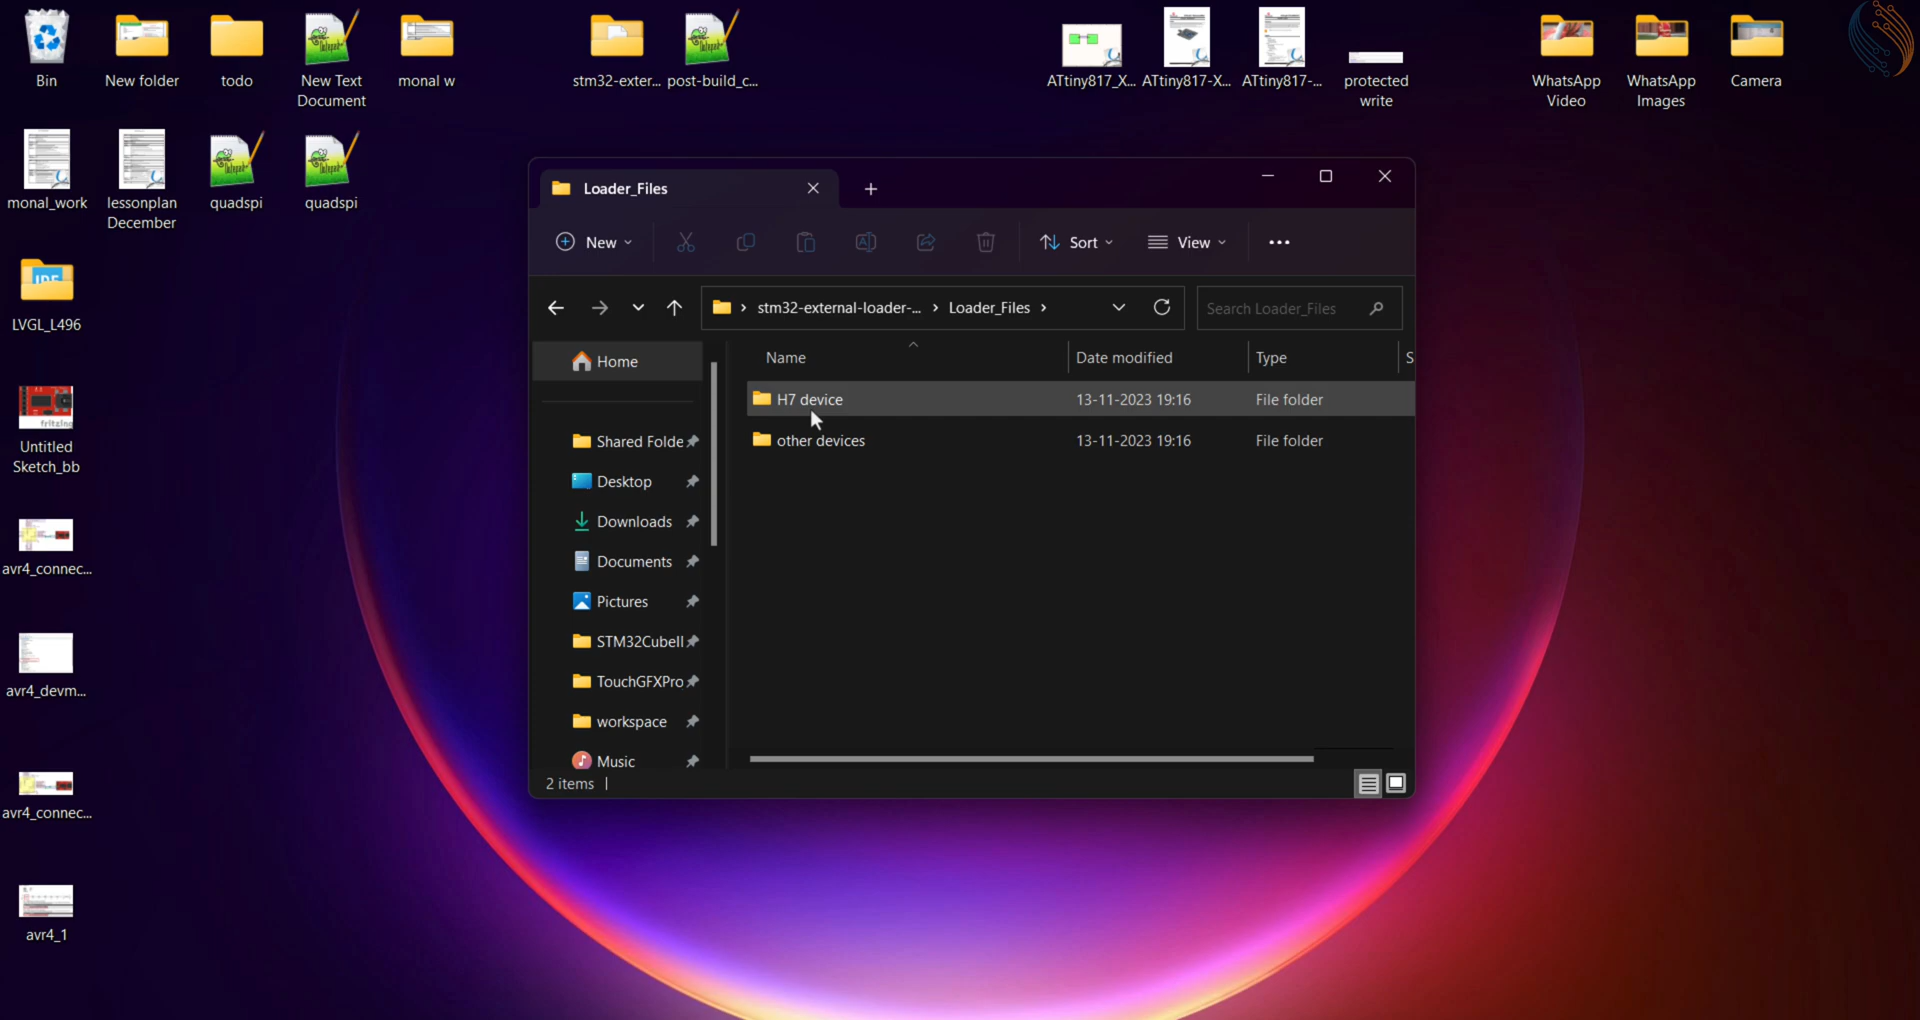 Bin
New folder
todo
New Text
Document
monal w
stm32-exter...
post-build_c...
ATtiny817_X...
ATtiny817-X...
ATtiny817-...
protected
write
WhatsApp
Video
WhatsApp
Images
Camera
monal_work
lessonplan
December
quadspi
quadspi
LVGL_L496
fritzing
Untitled
Sketch_bb
avr4_connec...
avr4_devm...
avr4_connec...
avr4_1
Loader_Files
New
Sort
View
stm32-external-loader-...
Loader_Files
Search Loader_Files
Name
Date modified
Type
S
H7 device
13-11-2023 19:16
File folder
other devices
13-11-2023 19:16
File folder
Home
Shared Folde
Desktop
Downloads
Documents
Pictures
STM32CubeII
TouchGFXPro
workspace
Music
2 items